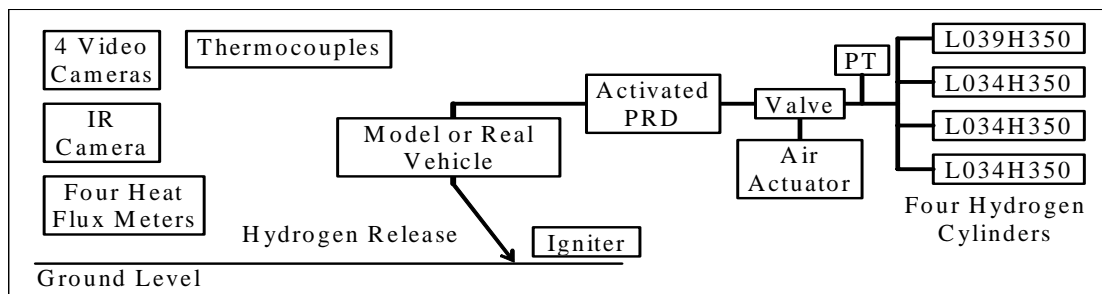 4 Video
Cameras
Thermocouples
IR
Camera
Four Heat
Flux Meters
Model or Real
Vehicle
Hydrogen Release
Igniter
Ground Level
Activated
PRD
Valve
Air
Actuator
PT
L039H350
L034H350
L034H350
L034H350
Four Hydrogen
Cylinders